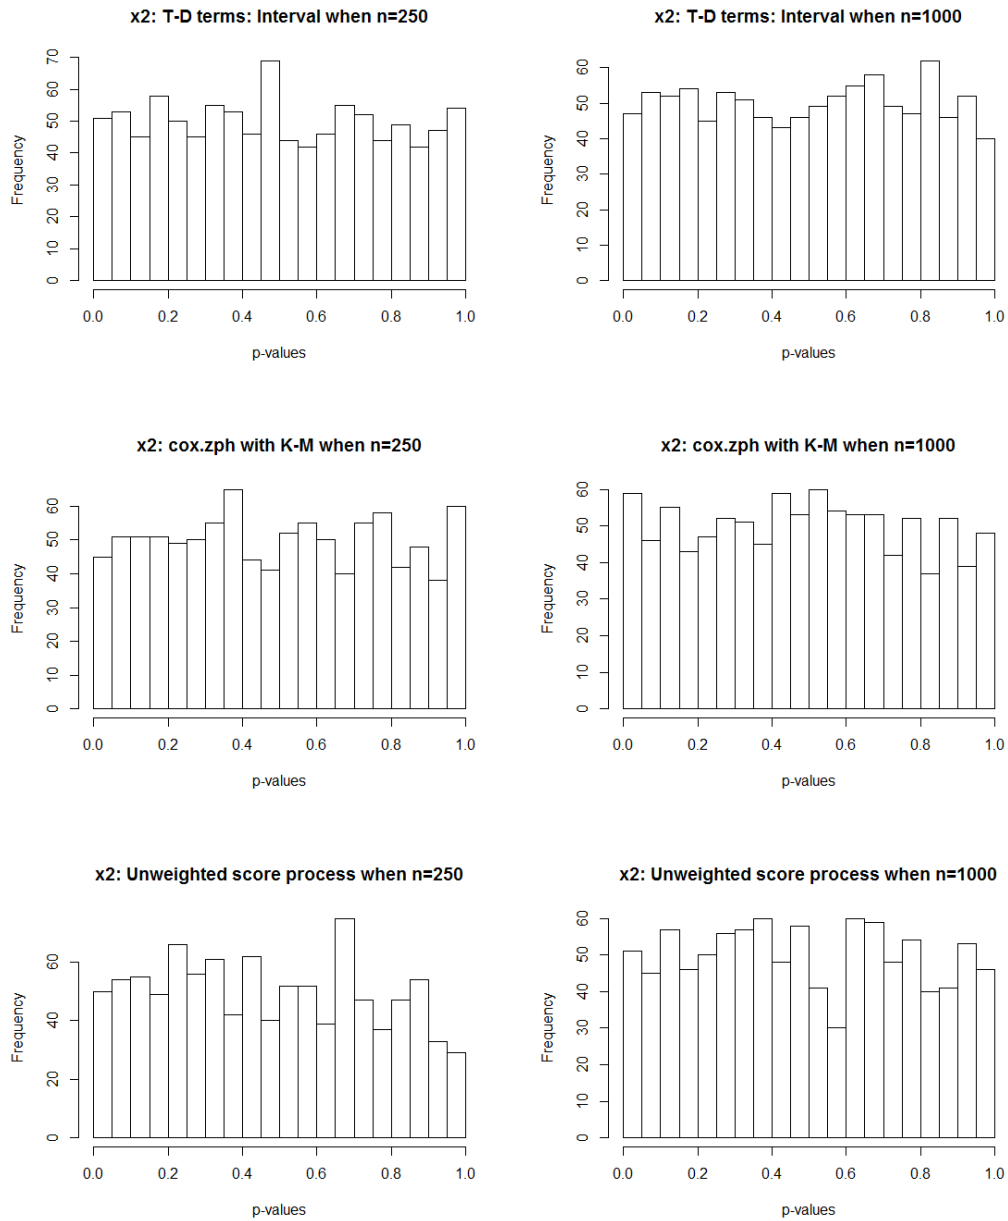 x2: T-D terms: Interval when n=250
Frequency
70
60
50
40
30
20
10
0
0.0 0.2 0.4 0.6 0.8 1.0
p-values
x2: T-D terms: Interval when n=1000
Frequency
60
50
40
30
20
10
0
0.0 0.2 0.4 0.6 0.8 1.0
p-values
x2: cox.zph with K-M when n=250
Frequency
60
50
40
30
20
10
0
0.0 0.2 0.4 0.6 0.8 1.0
p-values
x2: cox.zph with K-M when n=1000
Frequency
60
50
40
30
20
10
0
0.0 0.2 0.4 0.6 0.8 1.0
p-values
x2: Unweighted score process when n=250
Frequency
60
40
20
0
0.0 0.2 0.4 0.6 0.8 1.0
p-values
x2: Unweighted score process when n=1000
Frequency
60
50
40
30
20
10
0
0.0 0.2 0.4 0.6 0.8 1.0
p-values